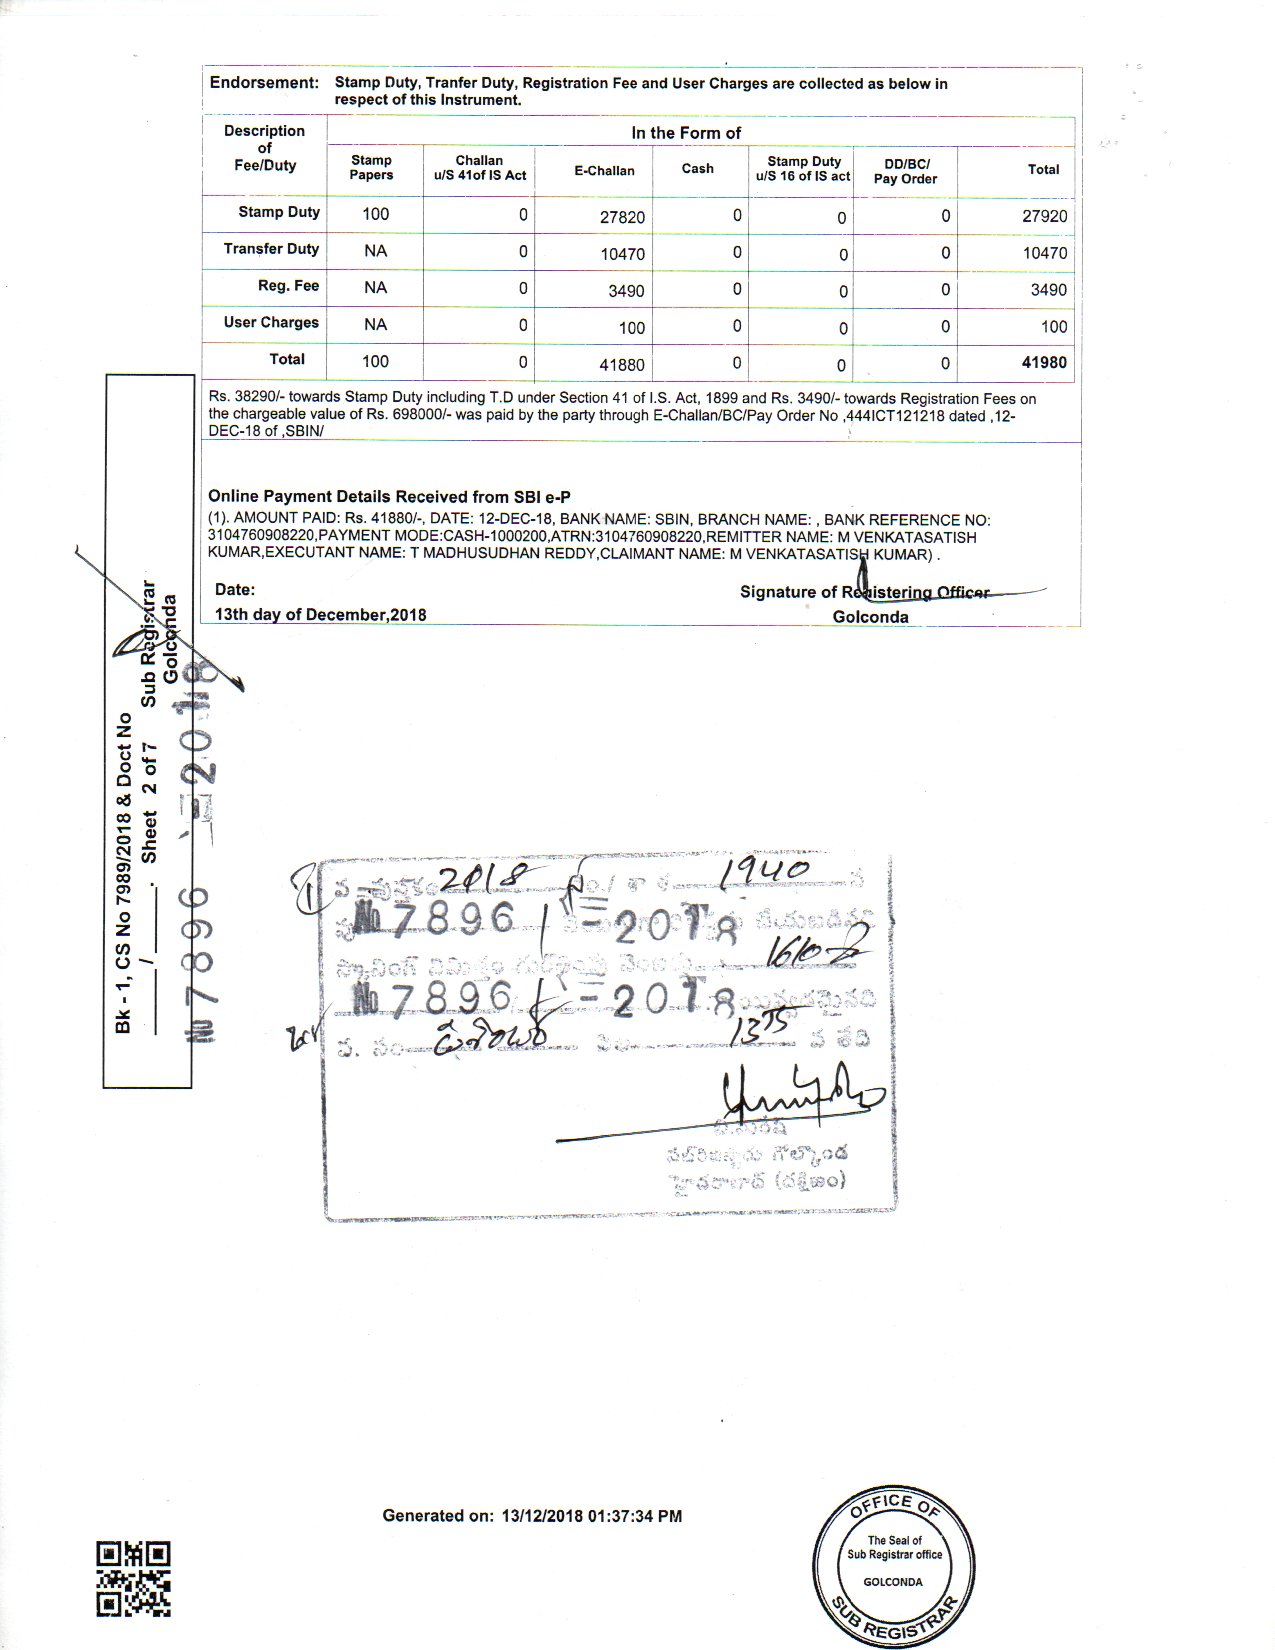 Endorsement: Stamp Duty, Tranfer Duty, Registration Fee and User Charges are collected as below in
respect of this Instrument.
Description of Fee/Duty In the Form of
Stamp Papers Challan u/S 41of IS Act E-Challan Cash Stamp Duty u/S 16 of IS act DD/BC/ Pay Order Total
Stamp Duty 100 0 27820 0 0 0 27920
Transfer Duty NA 0 10470 0 0 0 10470
Reg. Fee NA 0 3490 0 0 0 3490
User Charges NA 0 100 0 0 0 100
Total 100 0 41880 0 0 0 41980
Rs. 38290/- towards Stamp Duty including T.D under Section 41 of I.S. Act, 1899 and Rs. 3490/- towards Registration Fees on
the chargeable value of Rs. 698000/- was paid by the party through E-Challan/BC/Pay Order No ,444ICT121218 dated ,12-
DEC-18 of ,SBIN/
Online Payment Details Received from SBI e-P
(1). AMOUNT PAID: Rs. 41880/-, DATE: 12-DEC-18, BANK NAME: SBIN, BRANCH NAME: , BANK REFERENCE NO:
3104760908220,PAYMENT MODE:CASH-1000200,ATRN:3104760908220,REMITTER NAME: M VENKATASATISH
KUMAR,EXECUTANT NAME: T MADHUSUDHAN REDDY,CLAIMANT NAME: M VENKATASATISH KUMAR) .
Date: Signature of Registering Officer
13th day of December,2018 Golconda
Bk - 1, CS No 7989/2018 & Doct No
/ . Sheet 2 of 7 Sub Registrar
Golconda
No 7896 2018
1 వ పుస్తకం 2018 సం./ శా శ 1940
No 7896 / = 2018
1610-2
No 7896 / = 2018
వే. నం డిశెంబర్ నెల 1375 వ తేది
సబ్‌రిజిస్ట్రారు గోల్కొండ
హైదరాబాద్ (దక్షిణం)
Generated on: 13/12/2018 01:37:34 PM
OFFICE OF
The Seal of
Sub Registrar office
GOLCONDA
SUB REGISTRAR